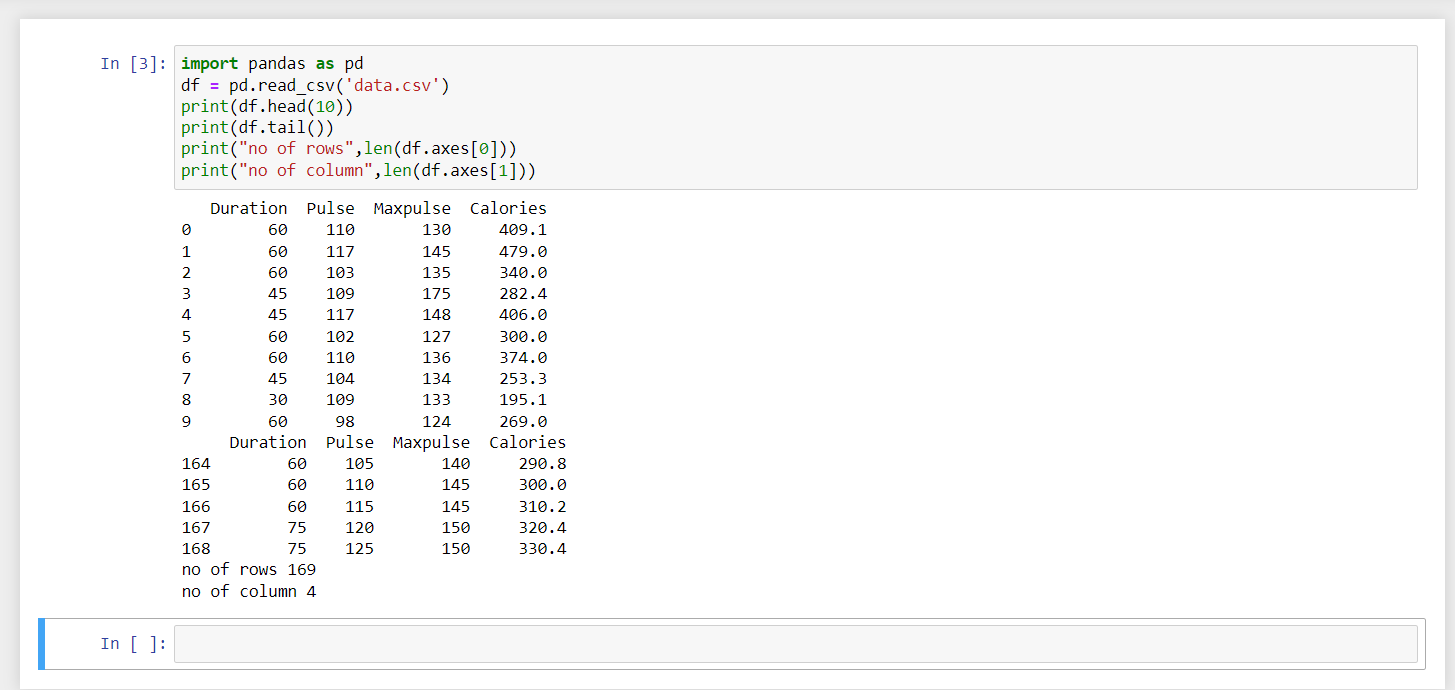 In [3]: import pandas as pd
df = pd.read_csv('data.csv')
print(df.head(10))
print(df.tail())
print("no of rows",len(df.axes[0]))
print("no of column",len(df.axes[1]))
   Duration  Pulse  Maxpulse  Calories
0        60    110       130     409.1
1        60    117       145     479.0
2        60    103       135     340.0
3        45    109       175     282.4
4        45    117       148     406.0
5        60    102       127     300.0
6        60    110       136     374.0
7        45    104       134     253.3
8        30    109       133     195.1
9        60     98       124     269.0
     Duration  Pulse  Maxpulse  Calories
164        60    105       140     290.8
165        60    110       145     300.0
166        60    115       145     310.2
167        75    120       150     320.4
168        75    125       150     330.4
no of rows 169
no of column 4
In [ ]: